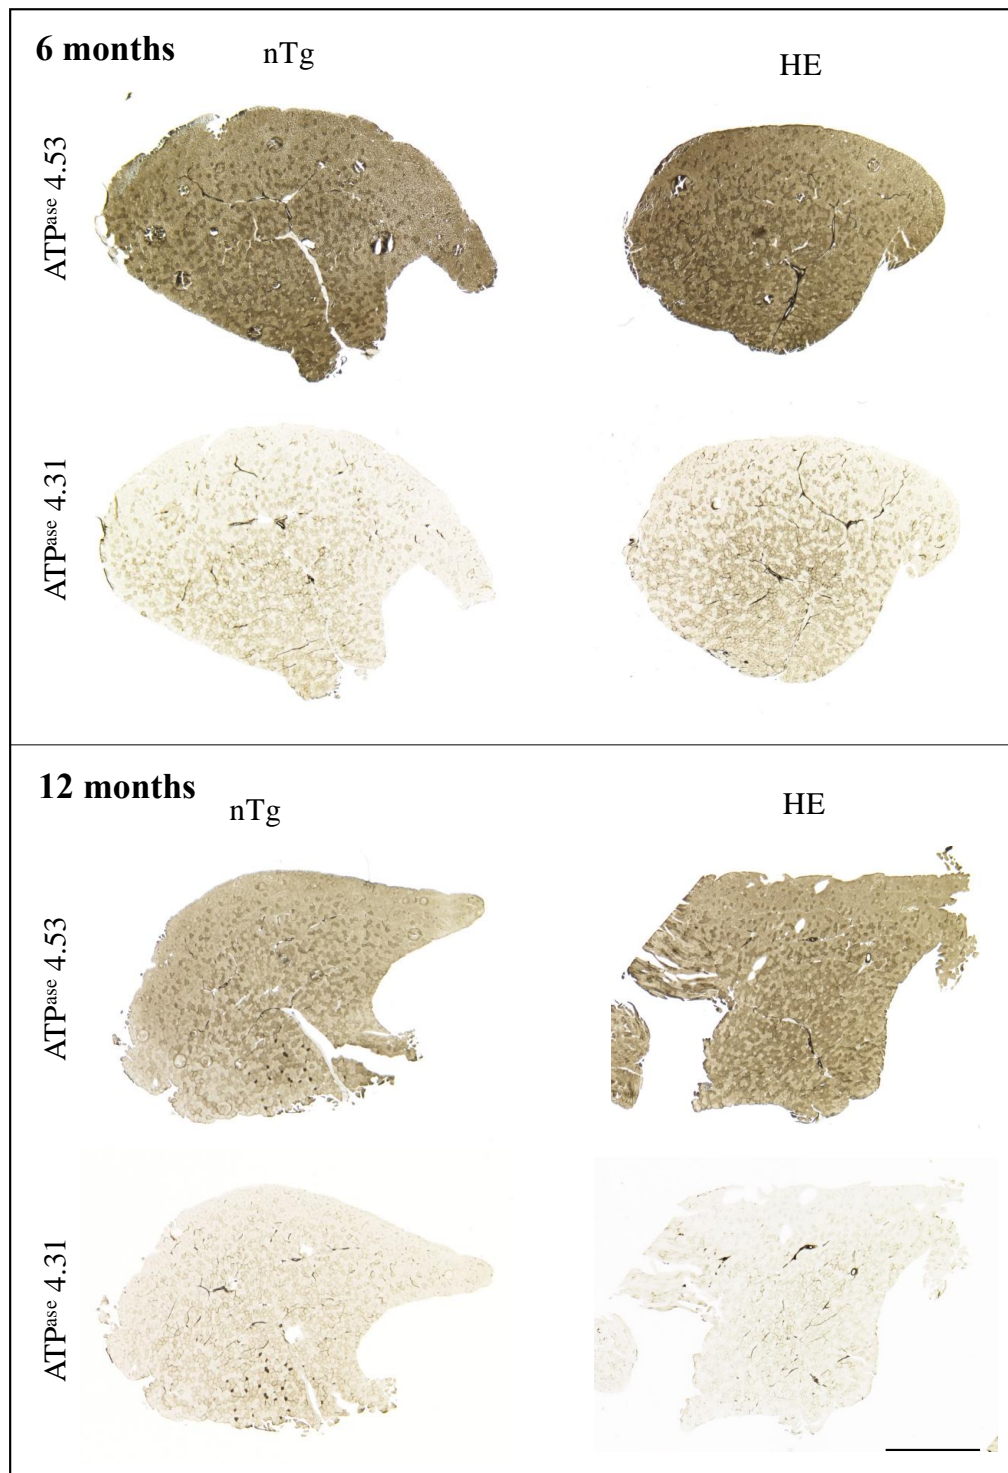 6 months
nTg
HE
ATPase 4.53
ATPase 4.31
12 months
nTg
HE
ATPase 4.53
ATPase 4.31